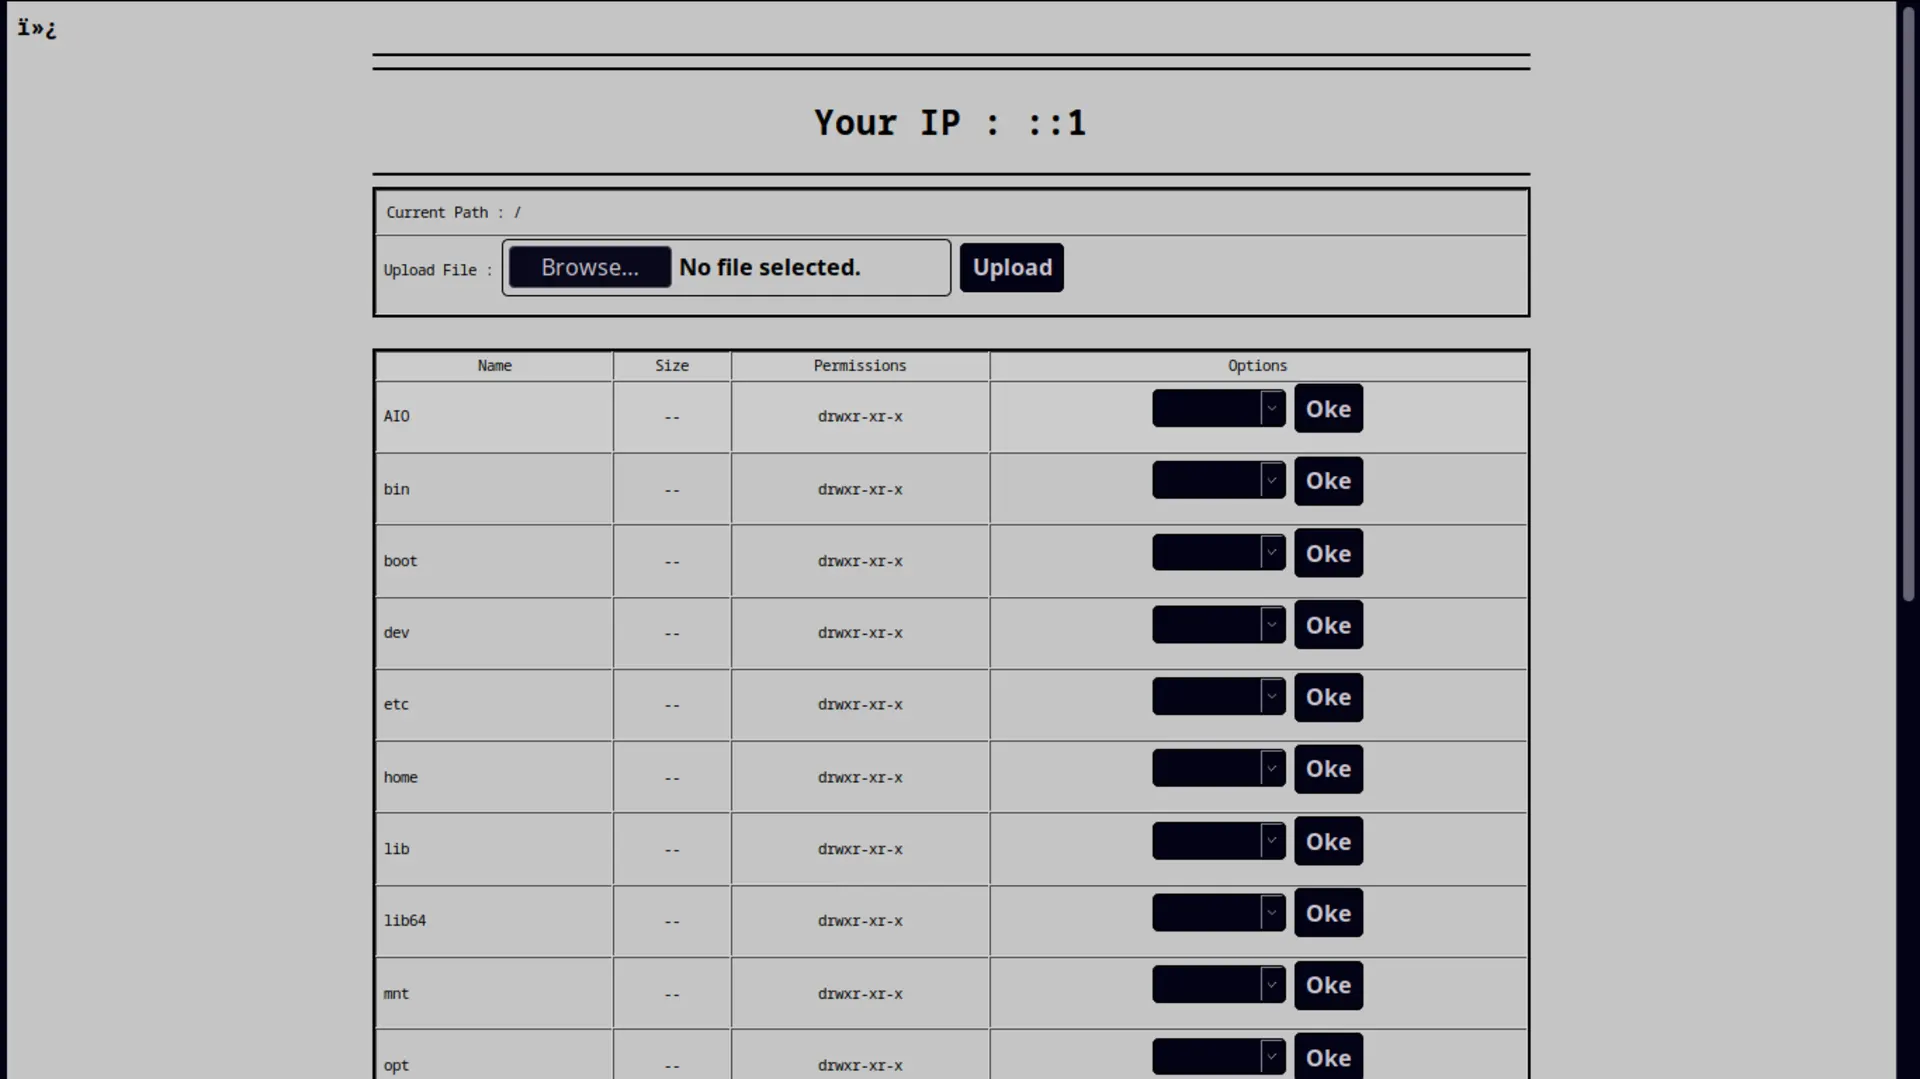 ï»¿
Your IP : ::1
Current Path : /
Upload File : Browse... No file selected. Upload
Name Size Permissions Options
AIO -- drwxr-xr-x Oke
bin -- drwxr-xr-x Oke
boot -- drwxr-xr-x Oke
dev -- drwxr-xr-x Oke
etc -- drwxr-xr-x Oke
home -- drwxr-xr-x Oke
lib -- drwxr-xr-x Oke
lib64 -- drwxr-xr-x Oke
mnt -- drwxr-xr-x Oke
opt -- drwxr-xr-x Oke